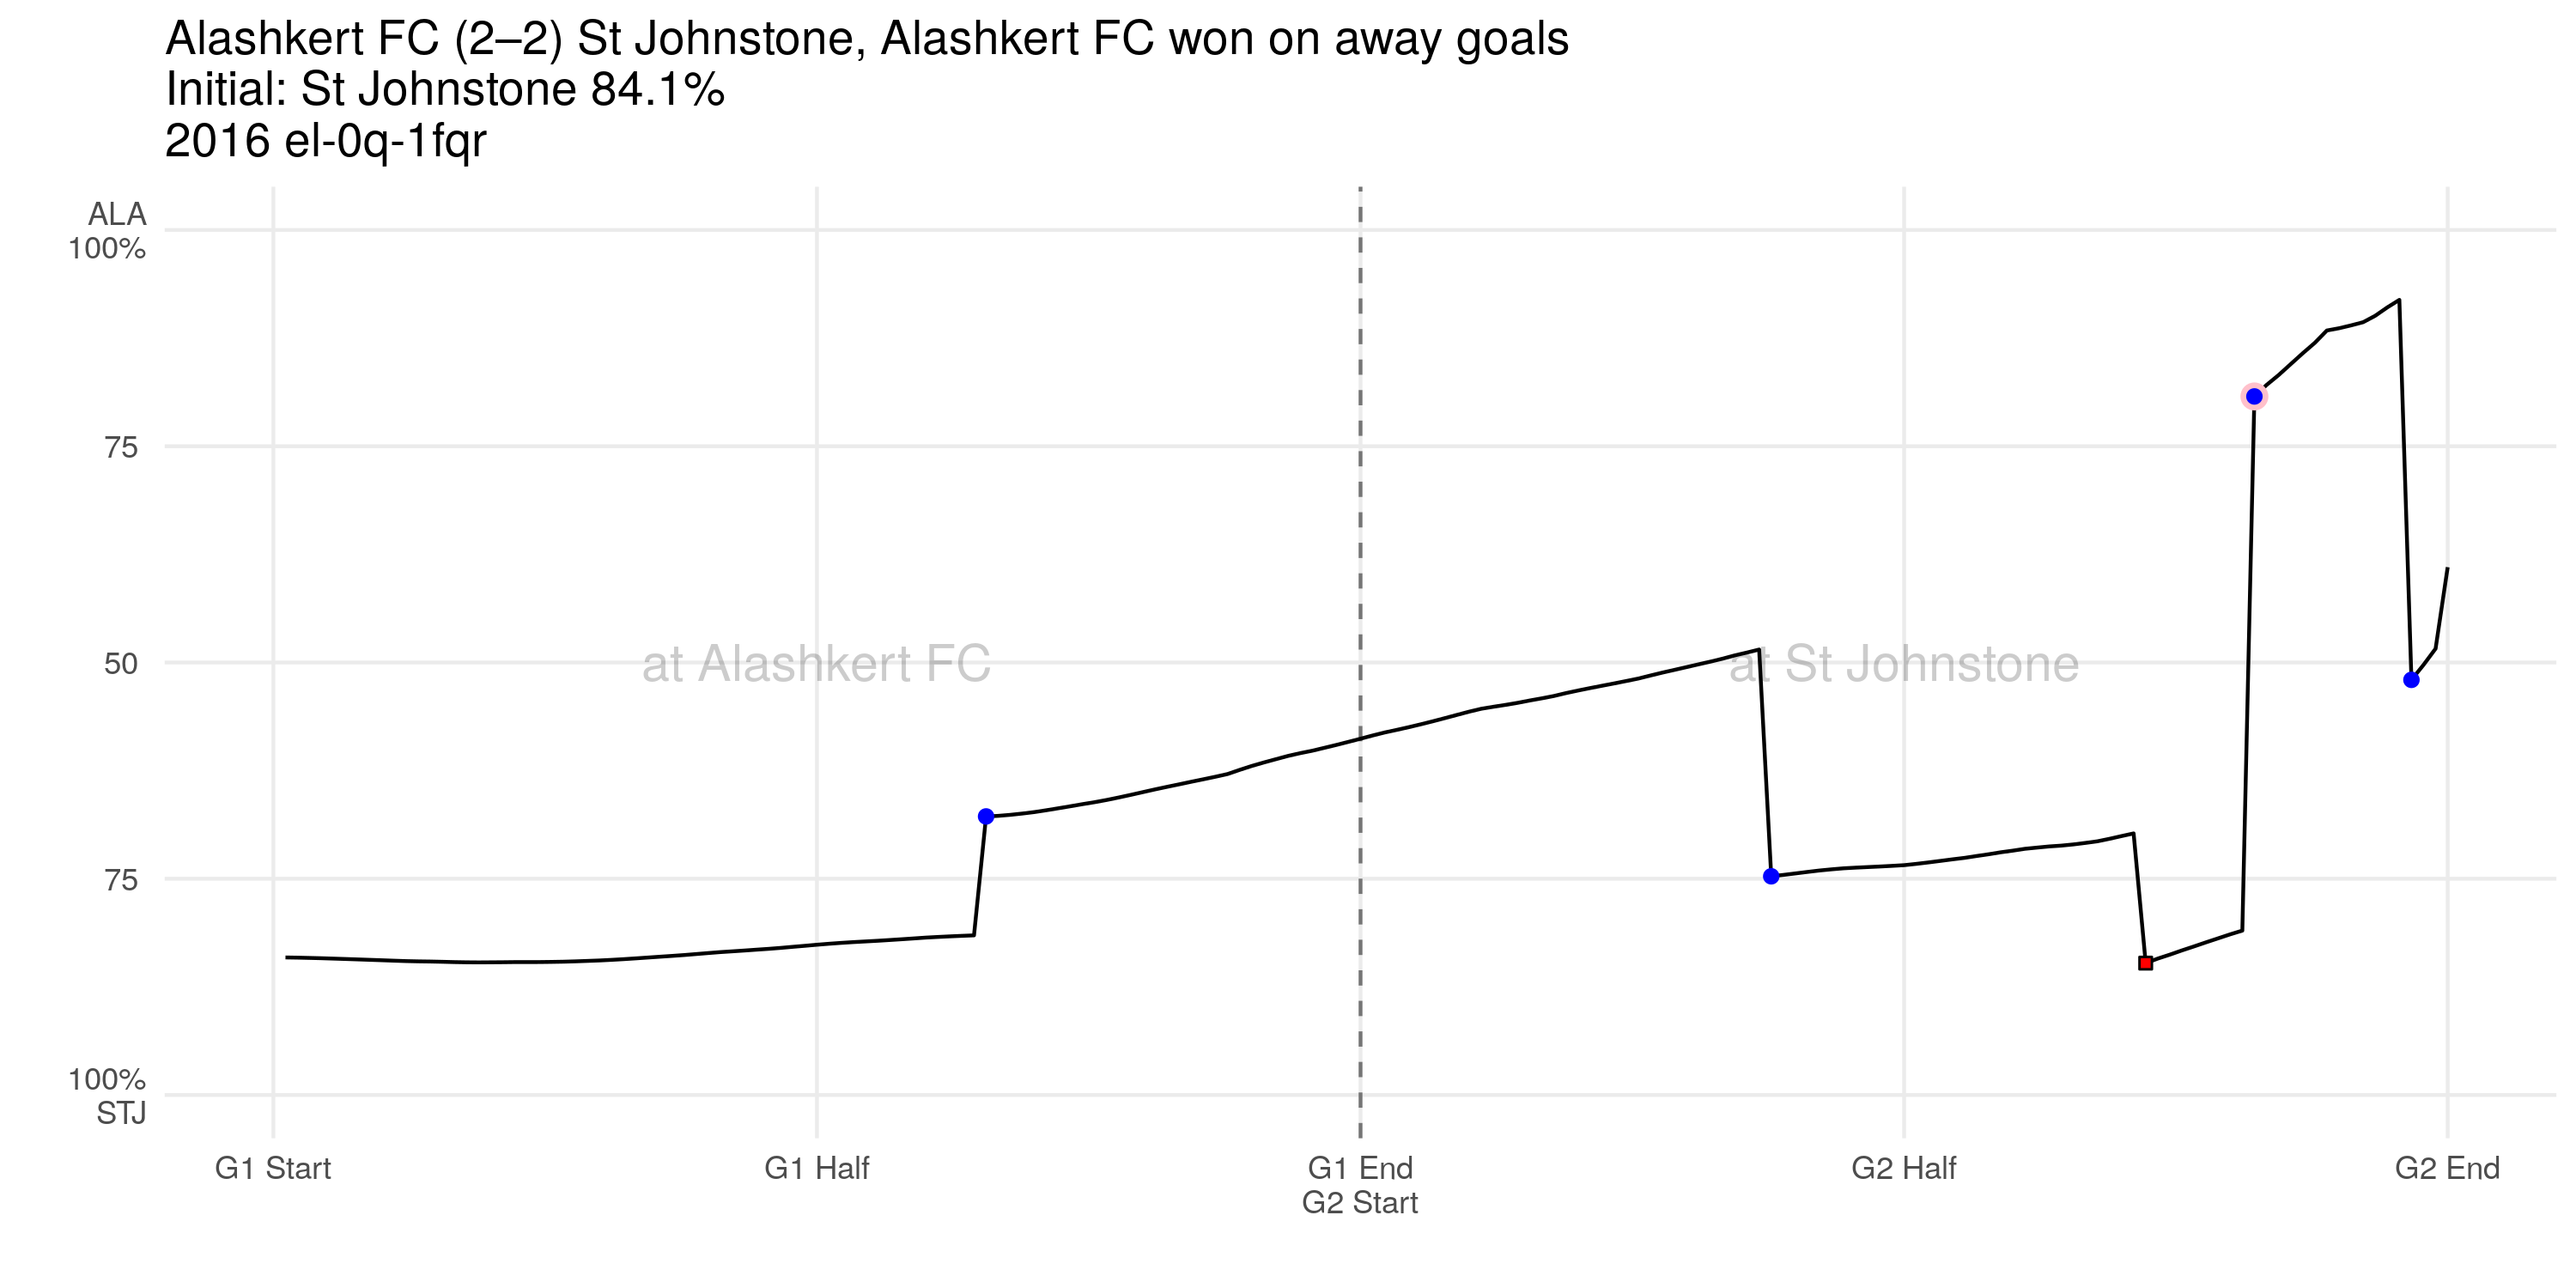 Alashkert FC (2–2) St Johnstone, Alashkert FC won on away goals
Initial: St Johnstone 84.1%
2016 el-0q-1fqr
ALA
100%
75
50
75
100%
STJ
at Alashkert FC
at St Johnstone
G1 Start
G1 Half
G1 End
G2 Start
G2 Half
G2 End